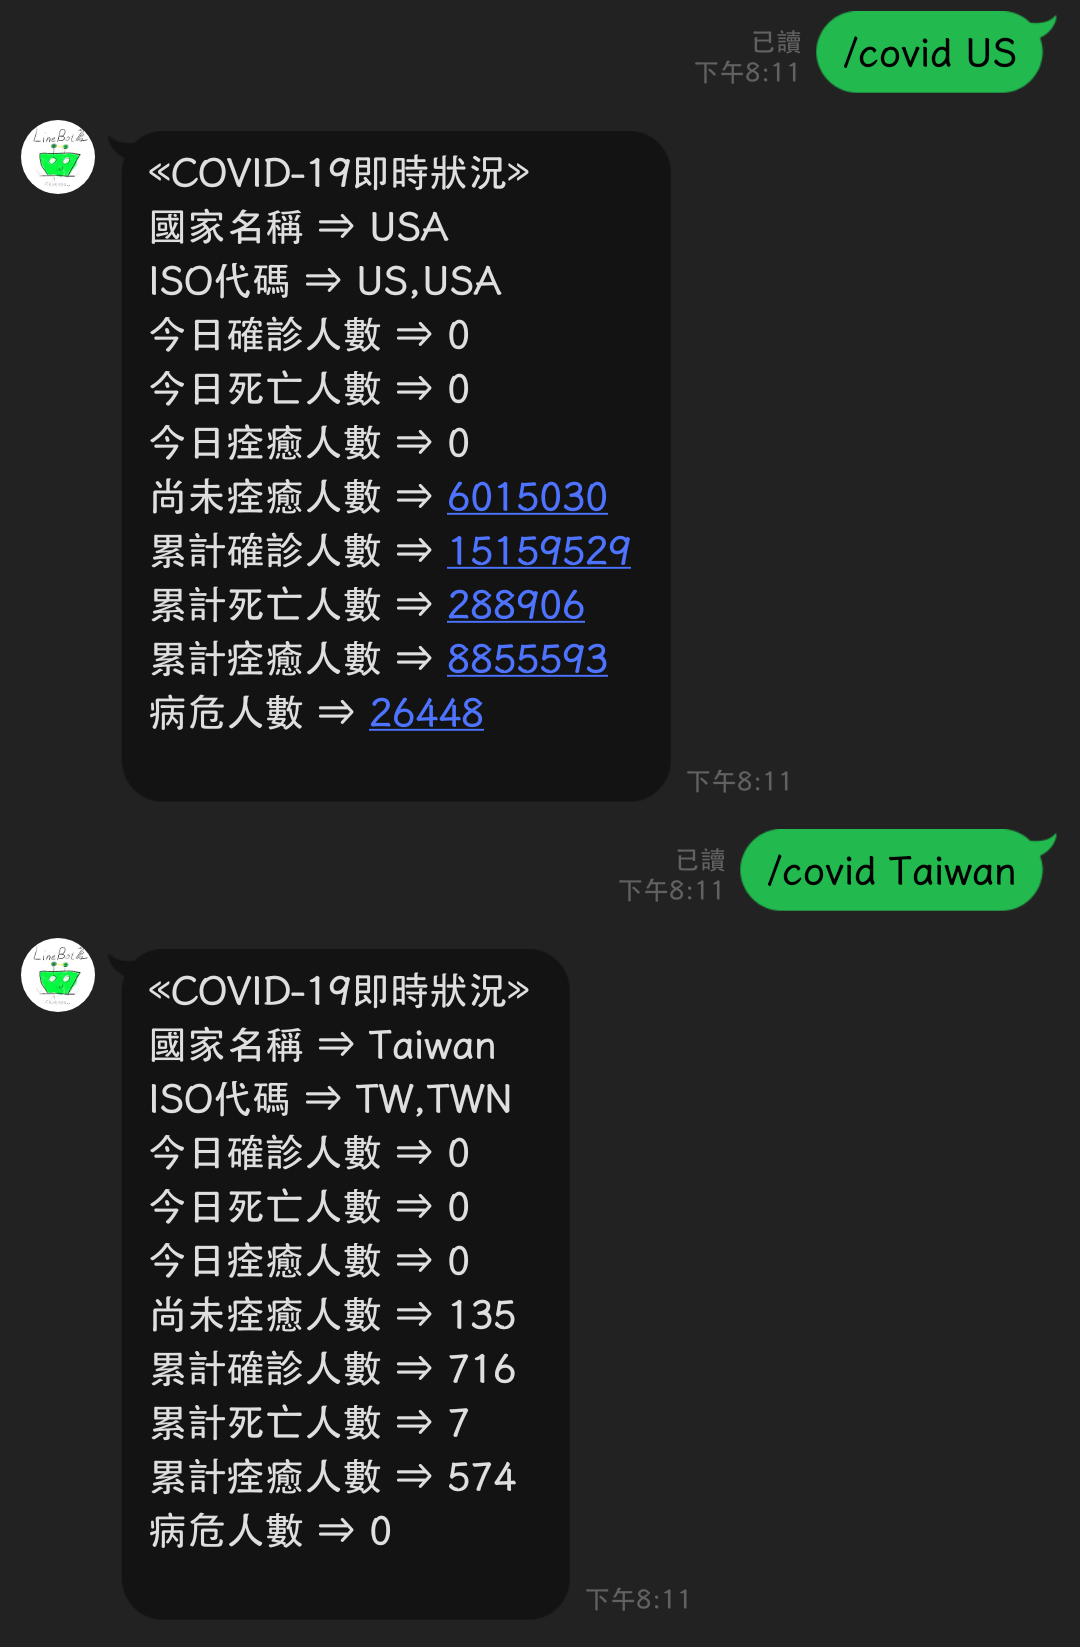 /covid US
已讀
下午8:11
LineBot
≪COVID-19即時狀況≫
國家名稱 ⇒ USA
ISO代碼 ⇒ US,USA
今日確診人數 ⇒ 0
今日死亡人數 ⇒ 0
今日痊癒人數 ⇒ 0
尚未痊癒人數 ⇒ 6015030
累計確診人數 ⇒ 15159529
累計死亡人數 ⇒ 288906
累計痊癒人數 ⇒ 8855593
病危人數 ⇒ 26448
下午8:11
/covid Taiwan
已讀
下午8:11
LineBot
≪COVID-19即時狀況≫
國家名稱 ⇒ Taiwan
ISO代碼 ⇒ TW,TWN
今日確診人數 ⇒ 0
今日死亡人數 ⇒ 0
今日痊癒人數 ⇒ 0
尚未痊癒人數 ⇒ 135
累計確診人數 ⇒ 716
累計死亡人數 ⇒ 7
累計痊癒人數 ⇒ 574
病危人數 ⇒ 0
下午8:11